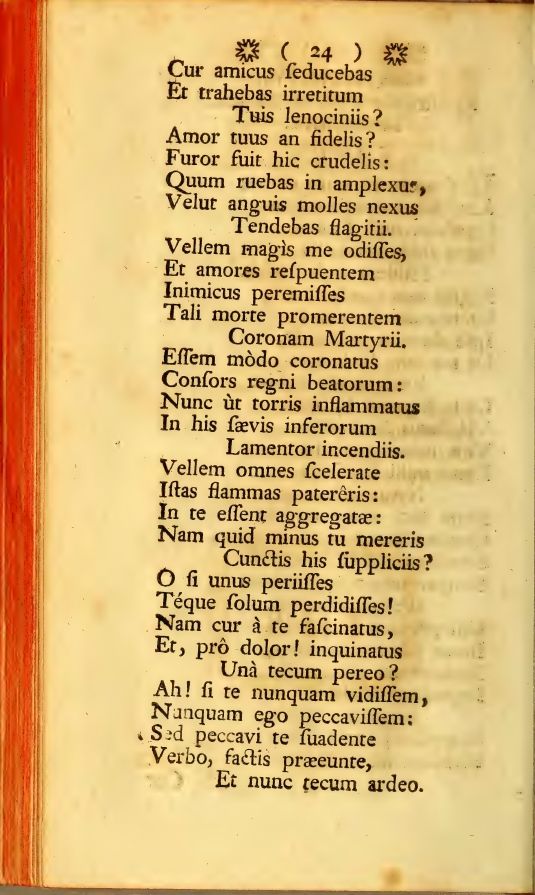 ( 24 )
Cur amicus ſeducebas
Et trahebas irretitum
Tuis lenociniis?
Amor tuus an fidelis?
Furor fuit hic crudelis:
Quum ruebas in amplexus,
Velut anguis molles nexus
Tendebas flagitii.
Vellem magìs me odiſſes,
Et amores reſpuentem
Inimicus peremiſſes
Tali morte promerentem
Coronam Martyrii.
Eſſem mòdo coronatus
Conſors regni beatorum:
Nunc ùt torris inflammatus
In his ſævis inferorum
Lamentor incendiis.
Vellem omnes ſcelerate
Iſtas flammas paterêris:
In te eſſent aggregatæ:
Nam quid minus tu mereris
Cunctis his ſuppliciis?
O ſi unus periiſſes
Téque ſolum perdidiſſes!
Nam cur à te faſcinatus,
Et, prô dolor! inquinatus
Unà tecum pereo?
Ah! ſi te nunquam vidiſſem,
Nunquam ego peccaviſſem:
Sed peccavi te ſuadente
Verbo, factis præeunte,
Et nunc tecum ardeo.